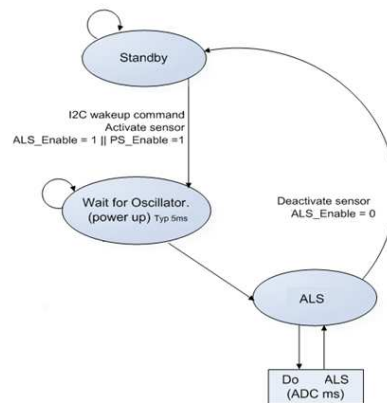 Standby
I2C wakeup command
Activate sensor
ALS_Enable = 1 || PS_Enable =1
Wait for Oscillator.
(power up) Typ 5ms
Deactivate sensor
ALS_Enable = 0
ALS
Do ALS
(ADC ms)